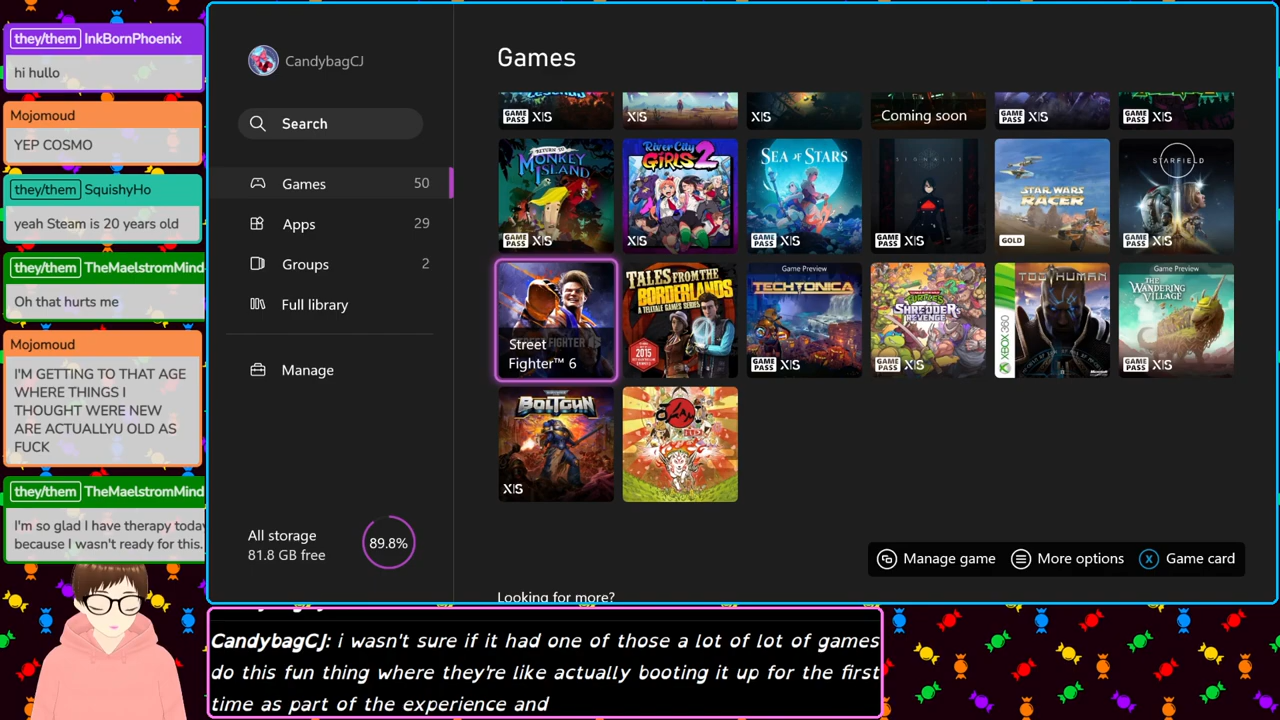 they/them InkBornPhoenix
hi hullo
Mojomoud
YEP COSMO
they/them SquishyHo
yeah Steam is 20 years old
they/them TheMaelstromMind
Oh that hurts me
Mojomoud
I'M GETTING TO THAT AGE
WHERE THINGS I
THOUGHT WERE NEW
ARE ACTUALLYU OLD AS
FUCK
they/them TheMaelstromMind
I'm so glad I have therapy today
because I wasn't ready for this.
CandybagCJ
Search
Games 50
Apps 29
Groups 2
Full library
Manage
All storage
81.8 GB free
89.8%
Games
GAME PASS X|S
X|S
X|S
Coming soon
GAME PASS X|S
GAME PASS X|S
RETURN TO MONKEY ISLAND
GAME PASS X|S
River City GIRLS 2
X|S
SEA OF STARS
GAME PASS X|S
SIGNALIS
GAME PASS X|S
STAR WARS RACER
GOLD
STARFIELD
GAME PASS X|S
Street
Fighter™ 6
TALES FROM THE
BORDERLANDS
A TELLTALE GAMES SERIES
2015
Game Preview
TECHTONICA
GAME PASS X|S
TURTLES
SHREDDER'S
REVENGE
GAME PASS X|S
XBOX 360
TOO HUMAN
Game Preview
THE
WANDERING
VILLAGE
GAME PASS X|S
BOLTGUN
X|S
Manage game
More options
X Game card
Looking for more?
CandybagCJ: i wasn't sure if it had one of those a lot of lot of games
do this fun thing where they're like actually booting it up for the first
time as part of the experience and